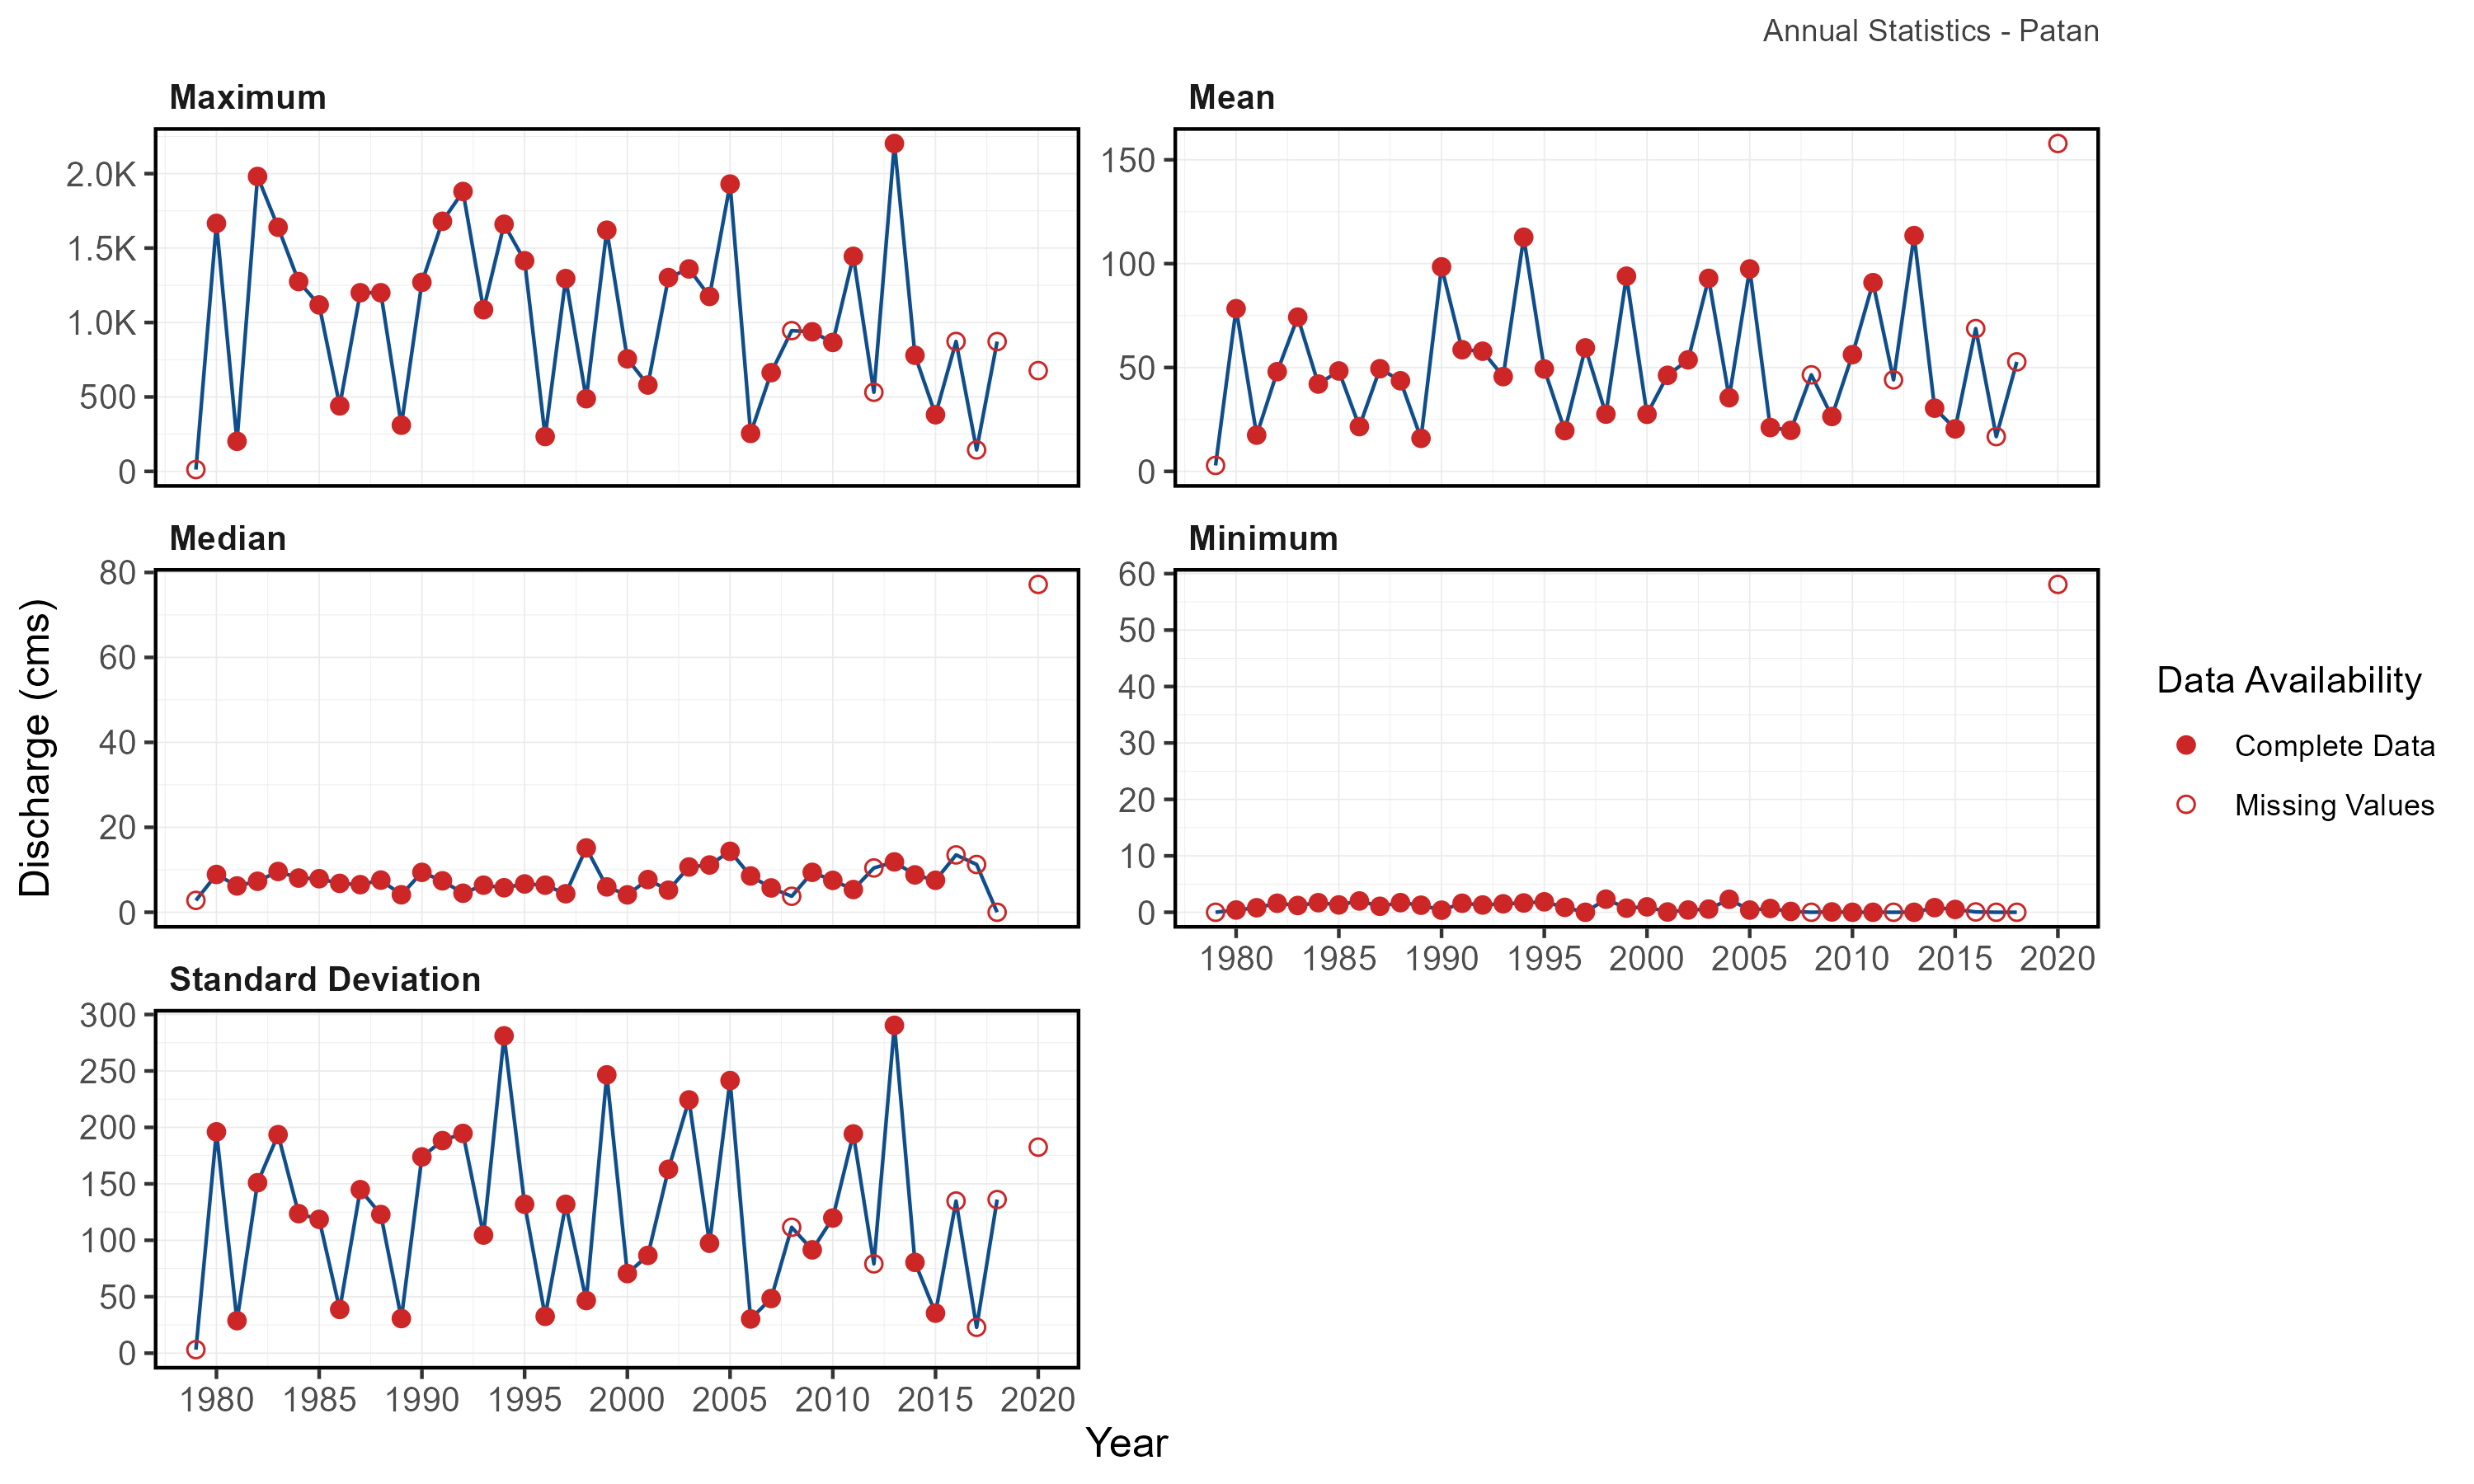 Annual Statistics - Patan
Maximum
2.0K
1.5K
1.0K
500
0
Mean
150
100
50
0
Median
80
60
40
20
0
Minimum
60
50
40
30
20
10
0
1980 1985 1990 1995 2000 2005 2010 2015 2020
Standard Deviation
300
250
200
150
100
50
0
1980 1985 1990 1995 2000 2005 2010 2015 2020
Discharge (cms)
Year
Data Availability
Complete Data
Missing Values